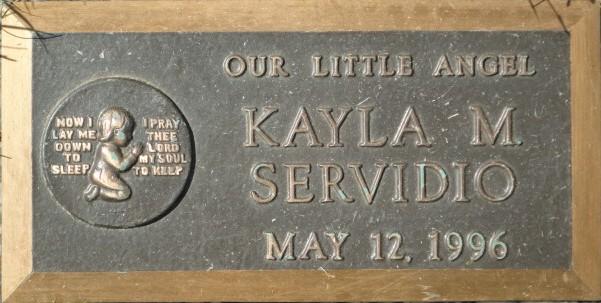 OUR LITTLE ANGEL
KAYLA M.
SERVIDIO
MAY 12, 1996
NOW I
LAY ME
DOWN
TO
SLEEP
I PRAY
THEE
LORD
MY SOUL
TO KEEP